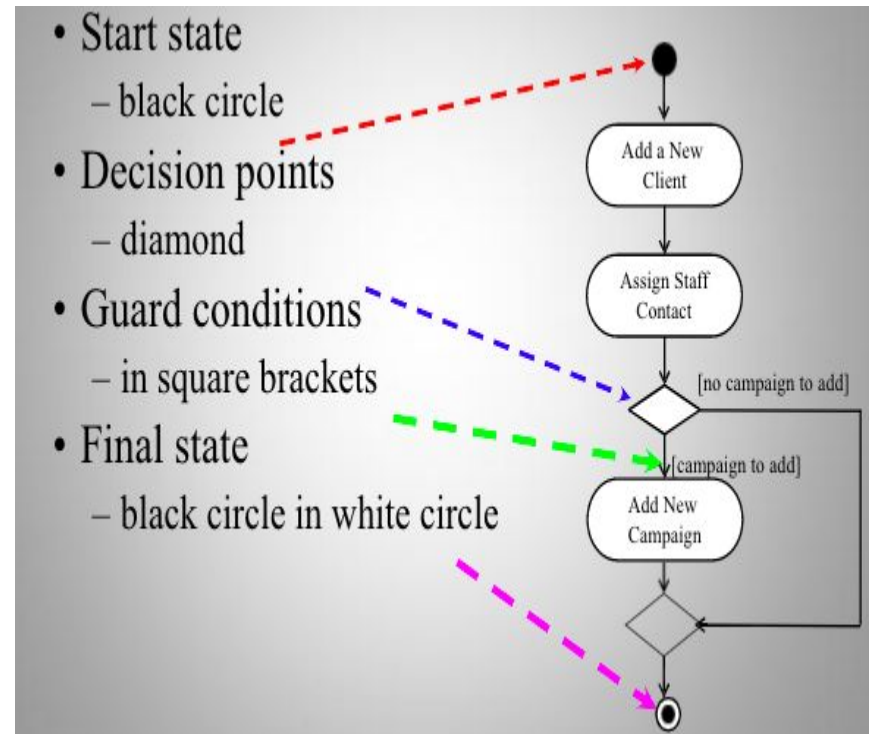 • Start state
– black circle
• Decision points
– diamond
• Guard conditions
– in square brackets
• Final state
– black circle in white circle
Add a New
Client
Assign Staff
Contact
[no campaign to add]
[campaign to add]
Add New
Campaign